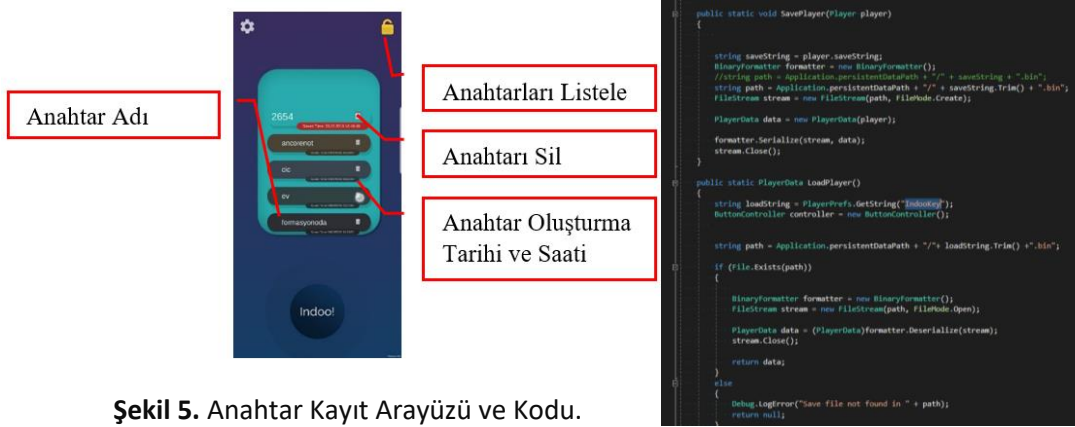 Anahtar Adı
2654
ancorenot
cic
ev
formasyonoda
Indoo!
Anahtarları Listele
Anahtarı Sil
Anahtar Oluşturma
Tarihi ve Saati
Şekil 5. Anahtar Kayıt Arayüzü ve Kodu.
public static void SavePlayer(Player player)
{
string saveString = player.saveString;
BinaryFormatter formatter = new BinaryFormatter();
//string path = Application.persistentDataPath + "/" + saveString + ".bin";
string path = Application.persistentDataPath + "/" + saveString.Trim() + ".bin";
FileStream stream = new FileStream(path, FileMode.Create);
PlayerData data = new PlayerData(player);
formatter.Serialize(stream, data);
stream.Close();
}
public static PlayerData LoadPlayer()
{
string loadString = PlayerPrefs.GetString("IndooKey");
ButtonController controller = new ButtonController();
string path = Application.persistentDataPath + "/"+ loadString.Trim() +".bin";
if (File.Exists(path))
{
BinaryFormatter formatter = new BinaryFormatter();
FileStream stream = new FileStream(path, FileMode.Open);
PlayerData data = (PlayerData)formatter.Deserialize(stream);
stream.Close();
return data;
}
else
{
Debug.LogError("Save file not found in " + path);
return null;
}